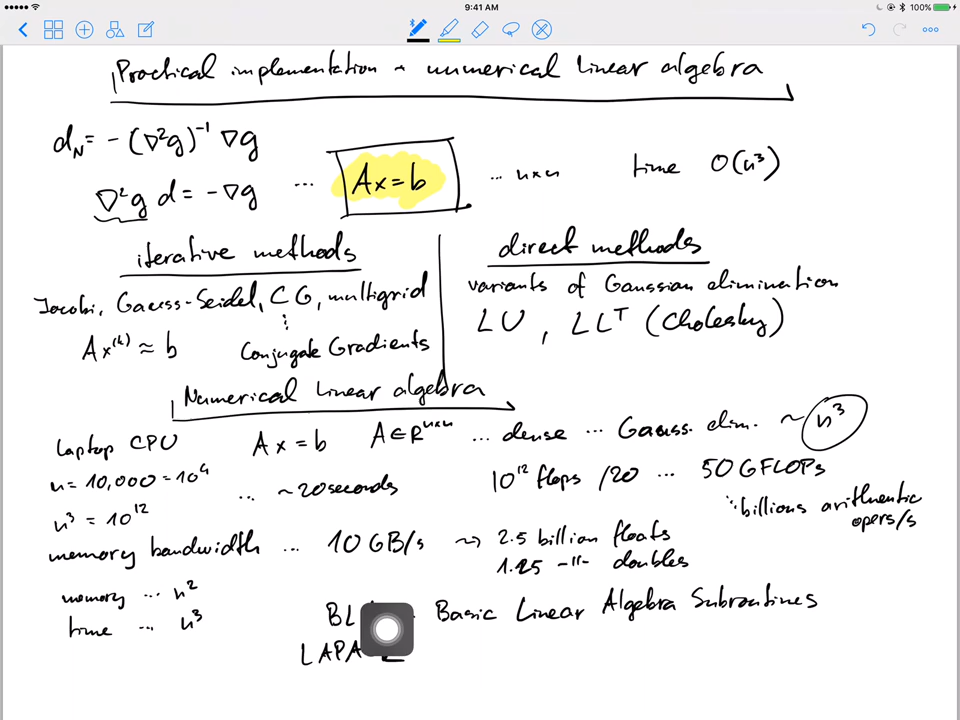 9:41 AM
100%
Practical implementation - numerical linear algebra
d_N = - (∇²g)⁻¹ ∇g
∇²g d = - ∇g ... Ax = b ... n×n time O(n³)
iterative methods
Jacobi, Gauss-Seidel, CG, multigrid
Ax⁽ᵏ⁾ ≈ b Conjugate Gradients
direct methods
variants of Gaussian elimination
LU, LLᵀ (Cholesky)
Numerical Linear algebra
laptop CPU Ax = b A ∈ Rⁿˣⁿ ... dense ... Gauss. elim. ~ n³
n = 10,000 = 10⁴ ... ~20 seconds 10¹² flops /20 ... 50 GFLOPs
n³ = 10¹² billions arithmetic
opers/s
memory bandwidth ... 10 GB/s ~> 2.5 billion floats
1.25 -"- doubles
memory ... n²
time ... n³
BL Basic Linear Algebra Subroutines
LAPA